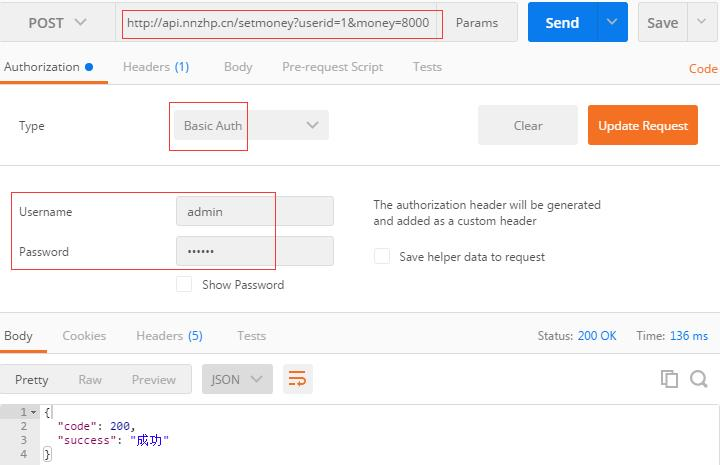 POST http://api.nnzhp.cn/setmoney?userid=1&money=8000 Params Send Save
Authorization Headers (1) Body Pre-request Script Tests Code
Type Basic Auth Clear Update Request
Username admin The authorization header will be generated
and added as a custom header
Password •••••• Save helper data to request
Show Password
Body Cookies Headers (5) Tests Status: 200 OK Time: 136 ms
Pretty Raw Preview JSON
1 {
2 "code": 200,
3 "success": "成功"
4 }